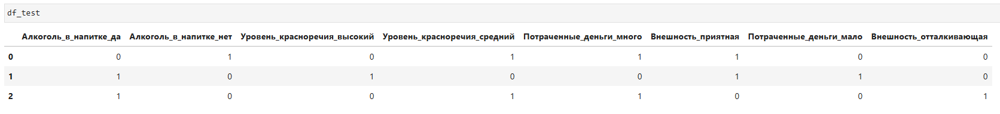 df_test
Алкоголь_в_напитке_да Алкоголь_в_напитке_нет Уровень_красноречия_высокий Уровень_красноречия_средний Потраченные_деньги_много Внешность_приятная Потраченные_деньги_мало Внешность_отталкивающая
0 0 1 0 1 1 1 0 0
1 1 0 1 0 0 1 1 0
2 1 0 0 1 1 0 0 1